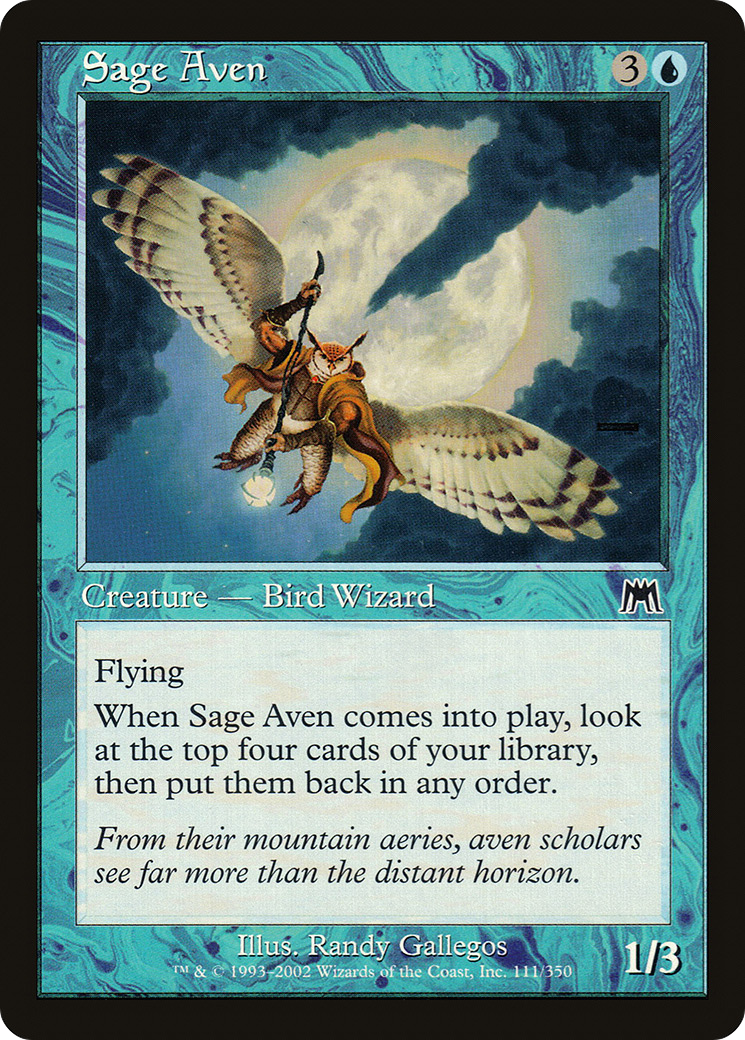 Sage Aven 3
Creature — Bird Wizard
Flying
When Sage Aven comes into play, look
at the top four cards of your library,
then put them back in any order.
From their mountain aeries, aven scholars
see far more than the distant horizon.
Illus. Randy Gallegos
™ & © 1993–2002 Wizards of the Coast, Inc. 111/350
1/3